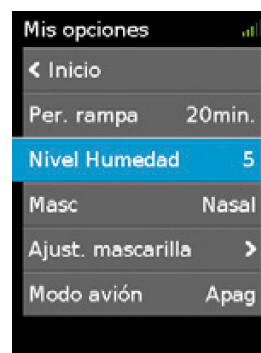 Mis opciones
< Inicio
Per. rampa 20min.
Nivel Humedad 5
Masc Nasal
Ajust. mascarilla >
Modo avión Apag